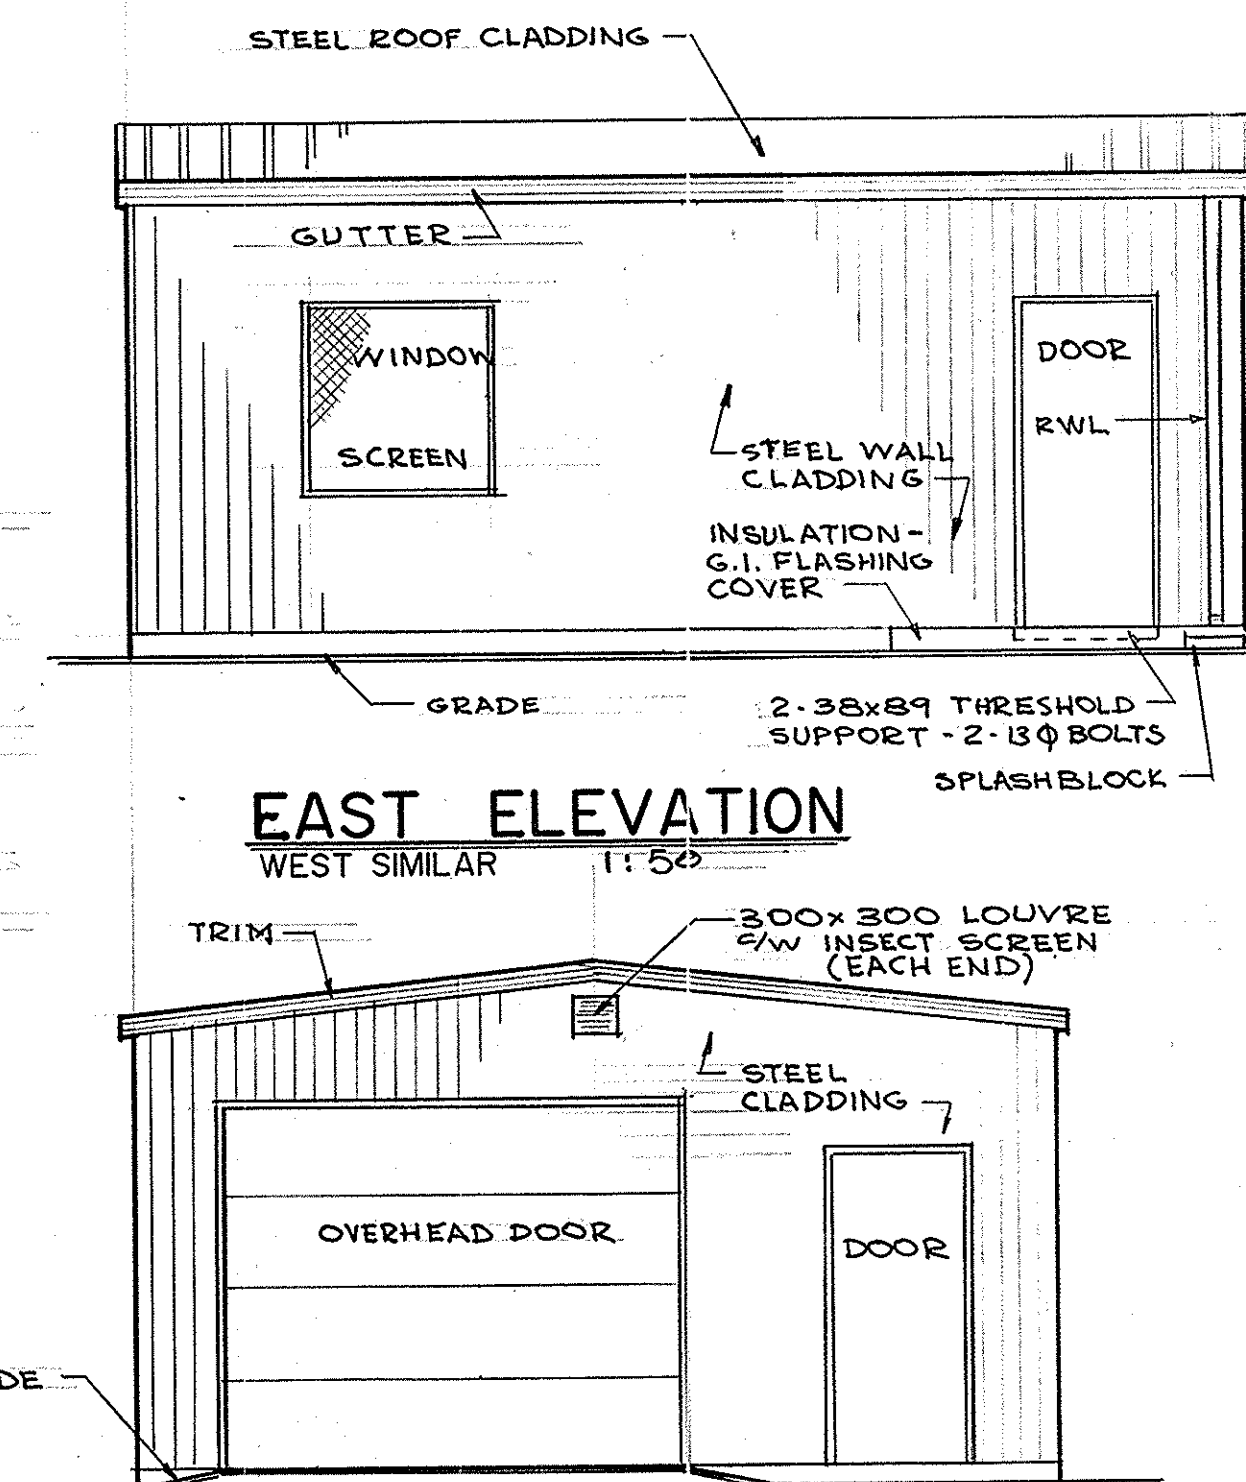 STEEL ROOF CLADDING
GUTTER
WINDOW
SCREEN
DOOR
RWL
STEEL WALL
CLADDING
INSULATION-
G.I. FLASHING
COVER
GRADE
2-38x89 THRESHOLD
SUPPORT - 2-13Φ BOLTS
SPLASHBLOCK
EAST ELEVATION
WEST SIMILAR 1:50
TRIM
300x300 LOUVRE
C/W INSECT SCREEN
(EACH END)
STEEL
CLADDING
OVERHEAD DOOR
DOOR
DE